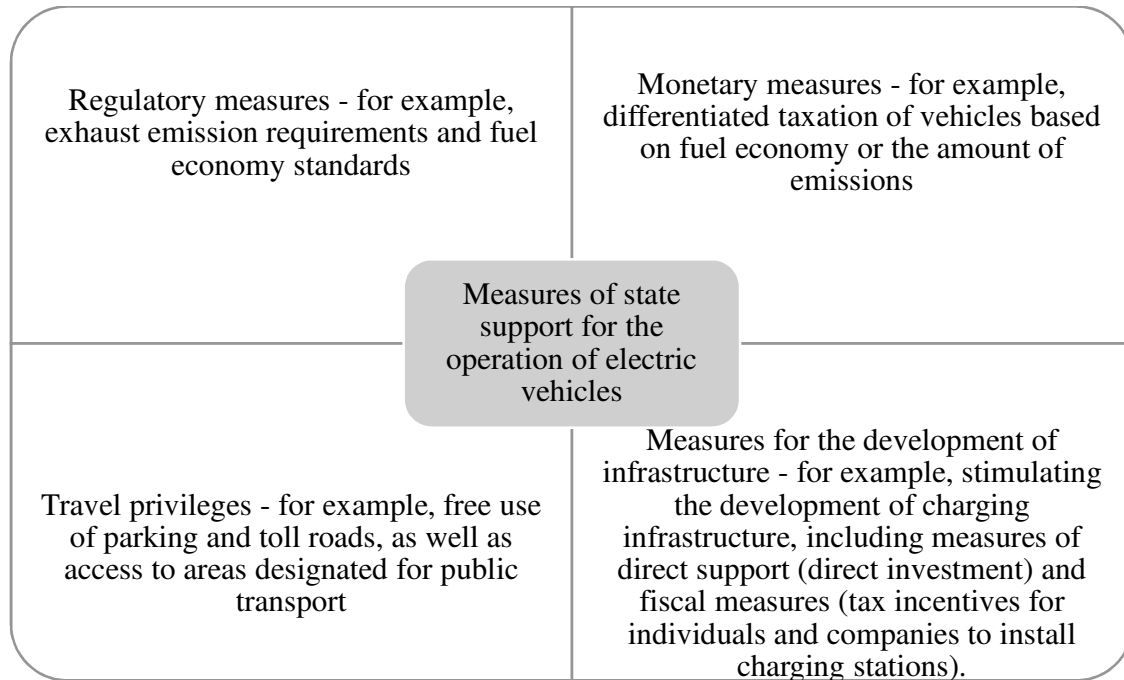 Regulatory measures - for example,
exhaust emission requirements and fuel
economy standards
Monetary measures - for example,
differentiated taxation of vehicles based
on fuel economy or the amount of
emissions
Measures of state
support for the
operation of electric
vehicles
Travel privileges - for example, free use
of parking and toll roads, as well as
access to areas designated for public
transport
Measures for the development of
infrastructure - for example, stimulating
the development of charging
infrastructure, including measures of
direct support (direct investment) and
fiscal measures (tax incentives for
individuals and companies to install
charging stations).